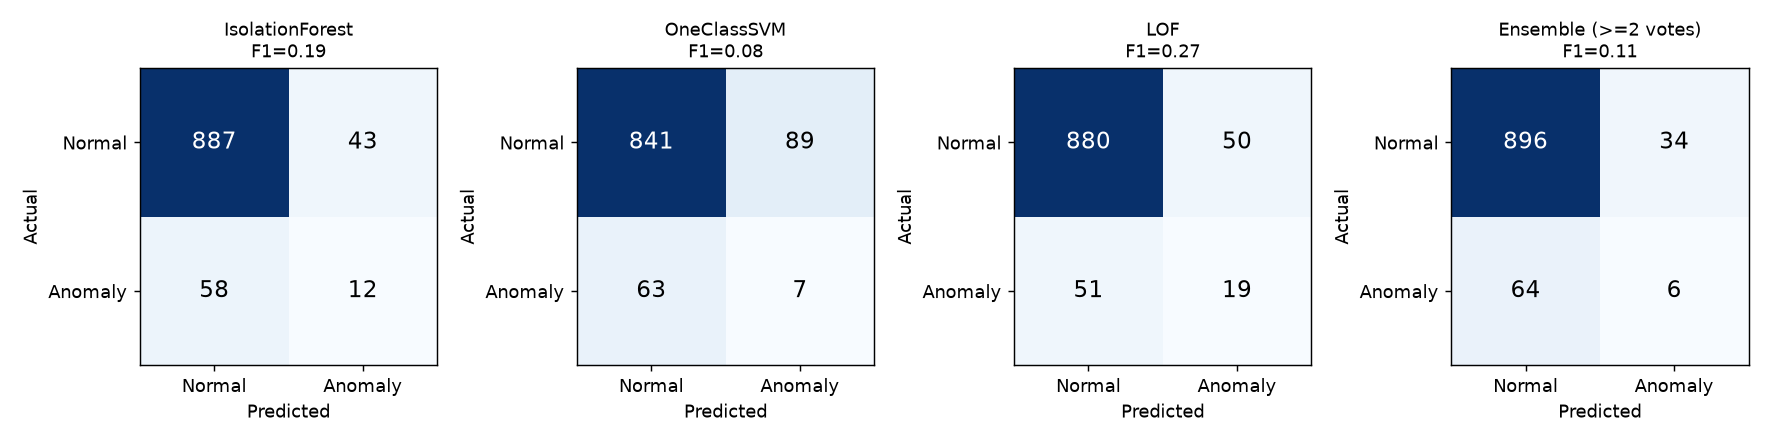 IsolationForest
F1=0.19
Actual
Normal
887
43
Anomaly
58
12
Normal
Anomaly
Predicted
OneClassSVM
F1=0.08
Actual
Normal
841
89
Anomaly
63
7
Normal
Anomaly
Predicted
LOF
F1=0.27
Actual
Normal
880
50
Anomaly
51
19
Normal
Anomaly
Predicted
Ensemble (>=2 votes)
F1=0.11
Actual
Normal
896
34
Anomaly
64
6
Normal
Anomaly
Predicted